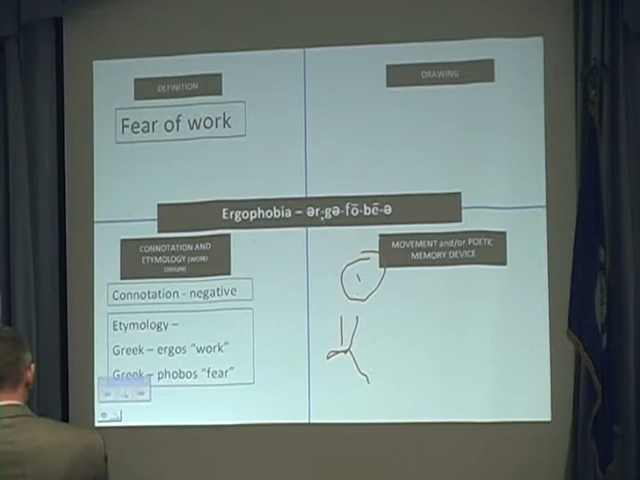 DEFINITION
DRAWING
Fear of work
Ergophobia – ər-gə-fō-bē-ə
CONNOTATION AND
ETYMOLOGY (WORD
ORIGIN)
Connotation - negative
Etymology –
Greek – ergos “work”
Greek – phobos “fear”
MOVEMENT and/or POETIC
MEMORY DEVICE